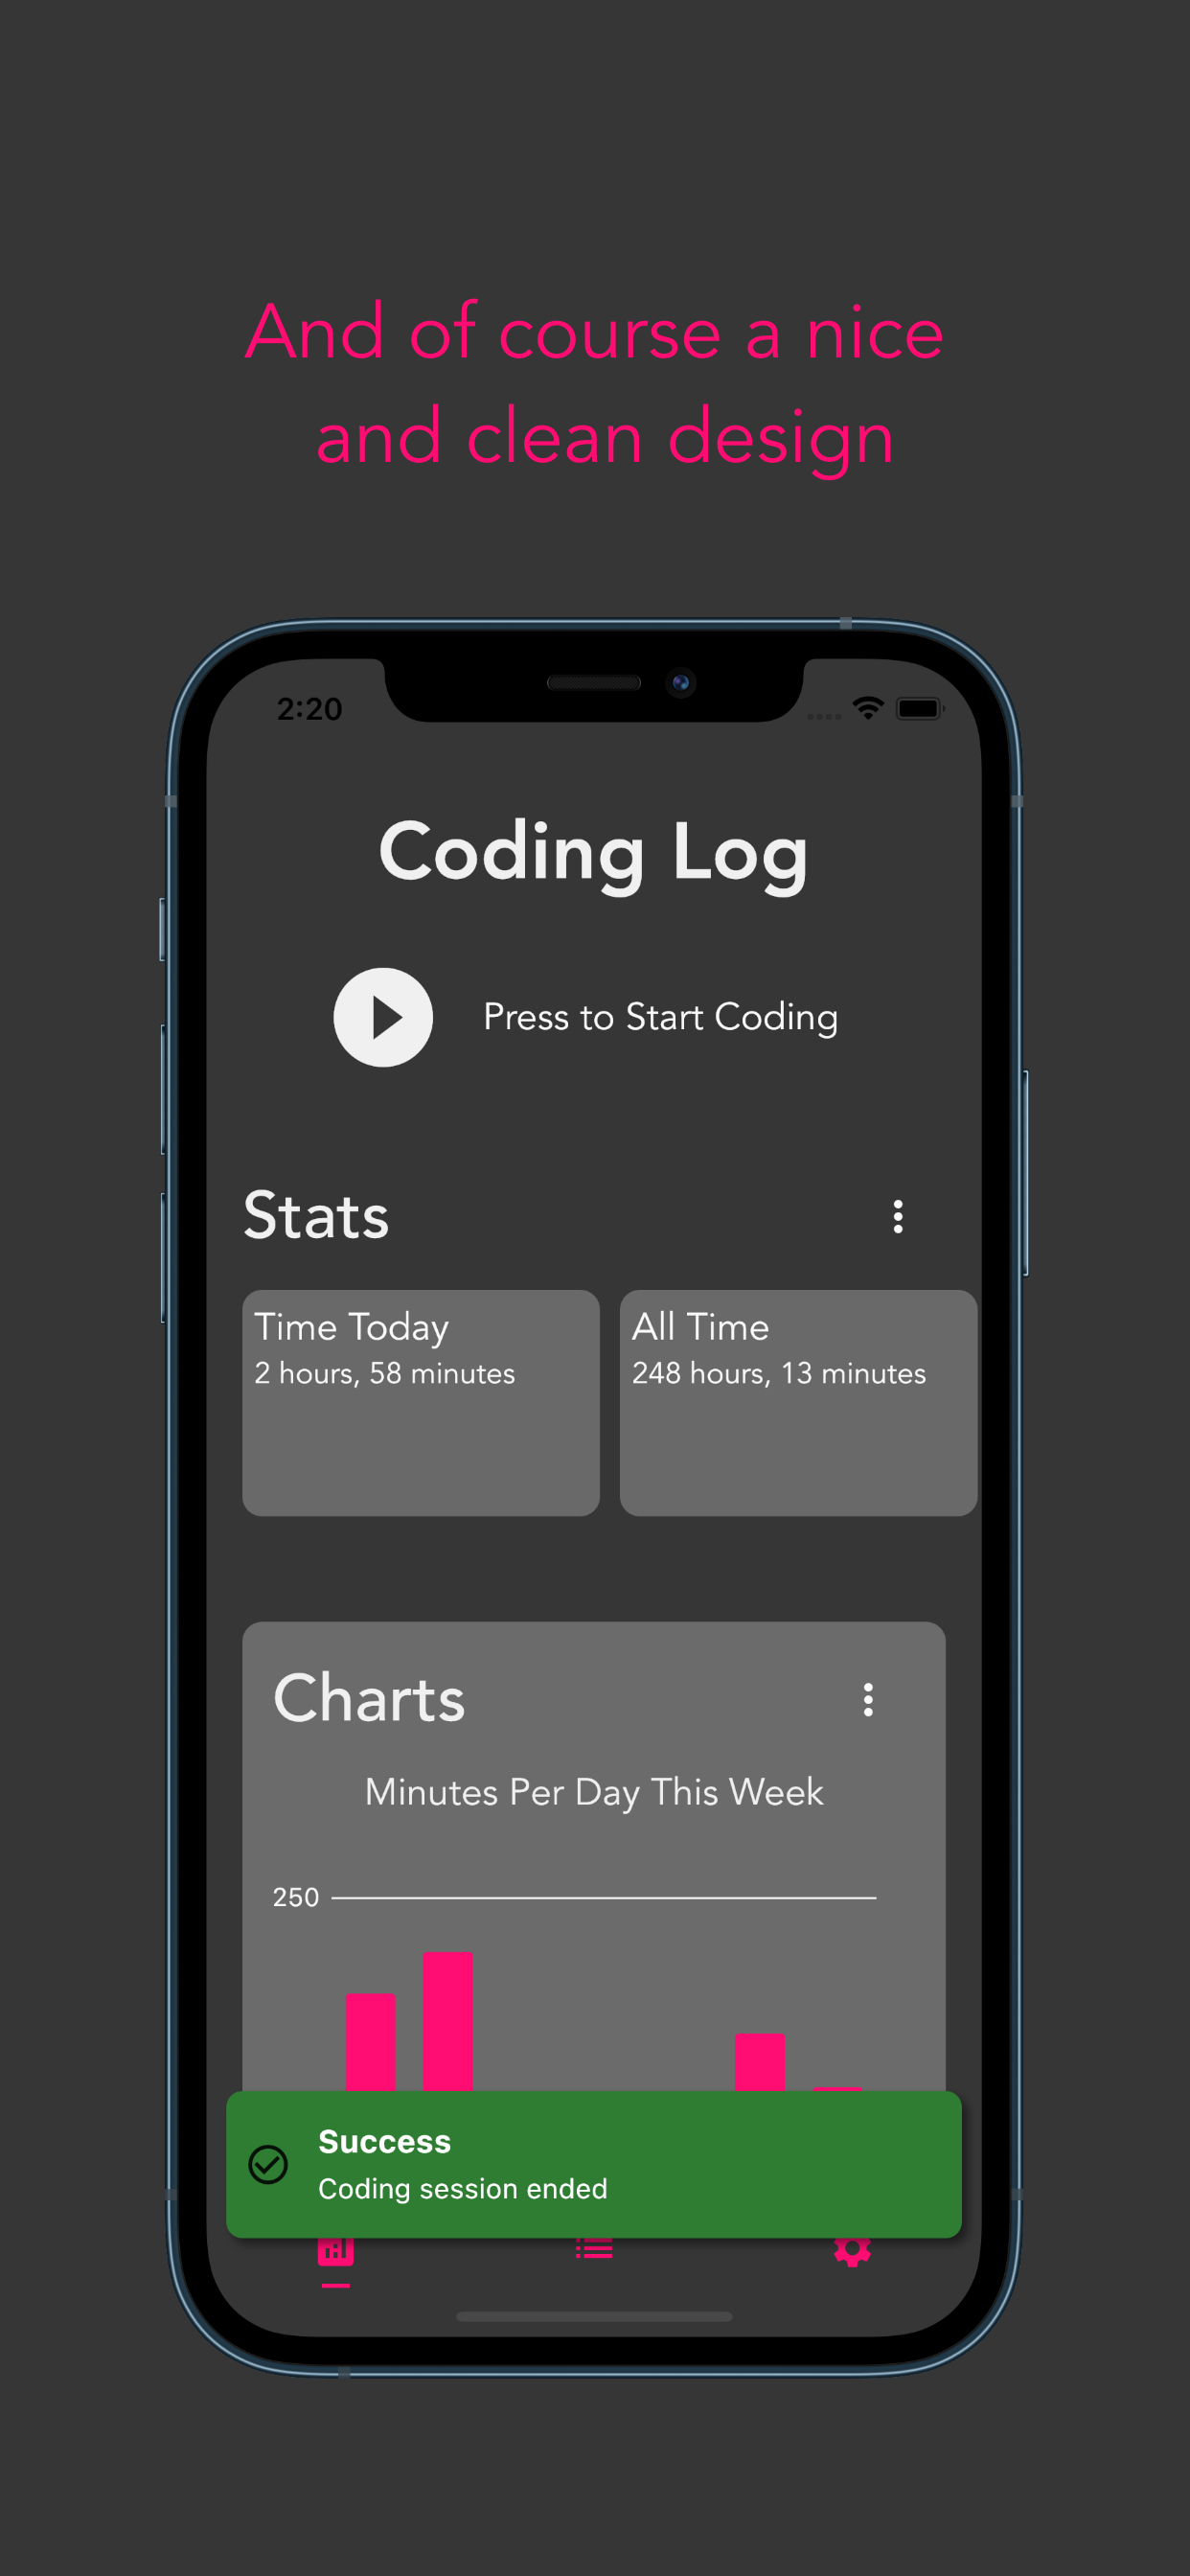 And of course a nice
and clean design
2:20
Coding Log
Press to Start Coding
Stats
Time Today
2 hours, 58 minutes
All Time
248 hours, 13 minutes
Charts
Minutes Per Day This Week
250
Success
Coding session ended